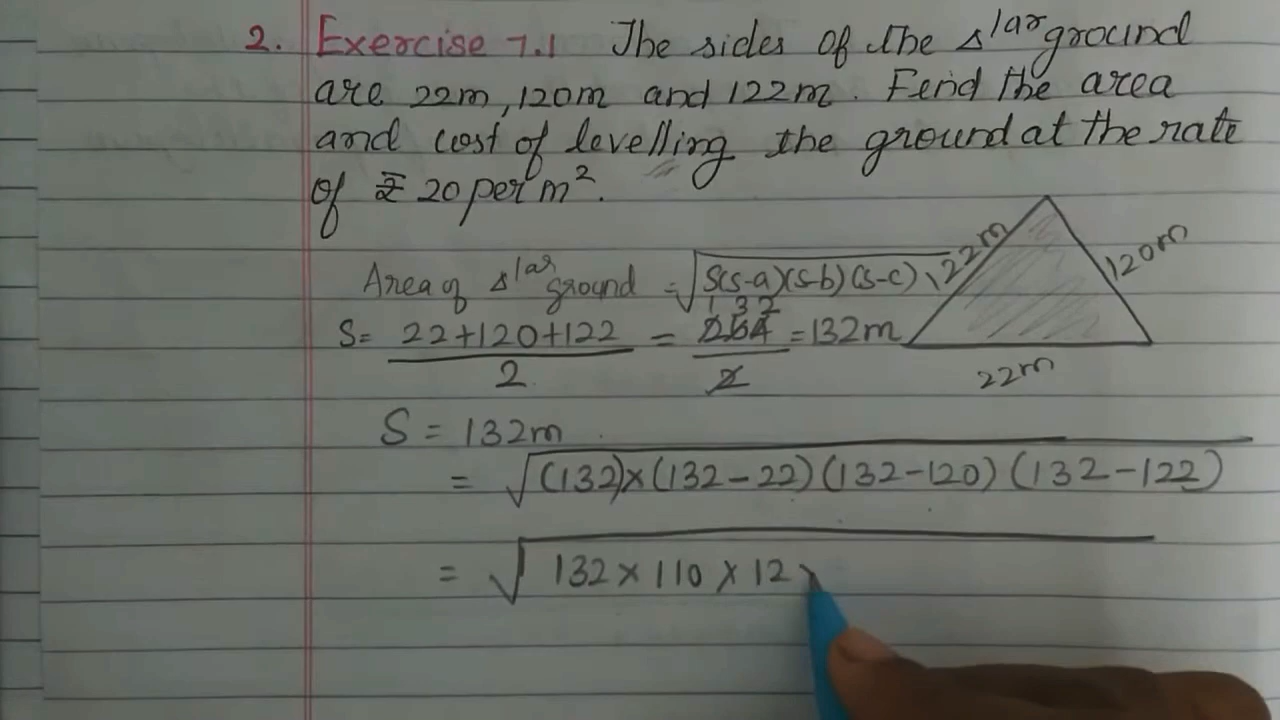 2. Exercise 7.1 The sides of the △lar ground
are 22m, 120m and 122m. Find the area
and cost of levelling the ground at the rate
of ₹ 20 per m².
Area of △lar ground = √S(s-a)(s-b)(s-c)
122m
120m
22m
S = 22+120+122 / 2 = 264 / 2 = 132m
132
S = 132m
= √(132)×(132-22)(132-120)(132-122)
= √132×110×12×